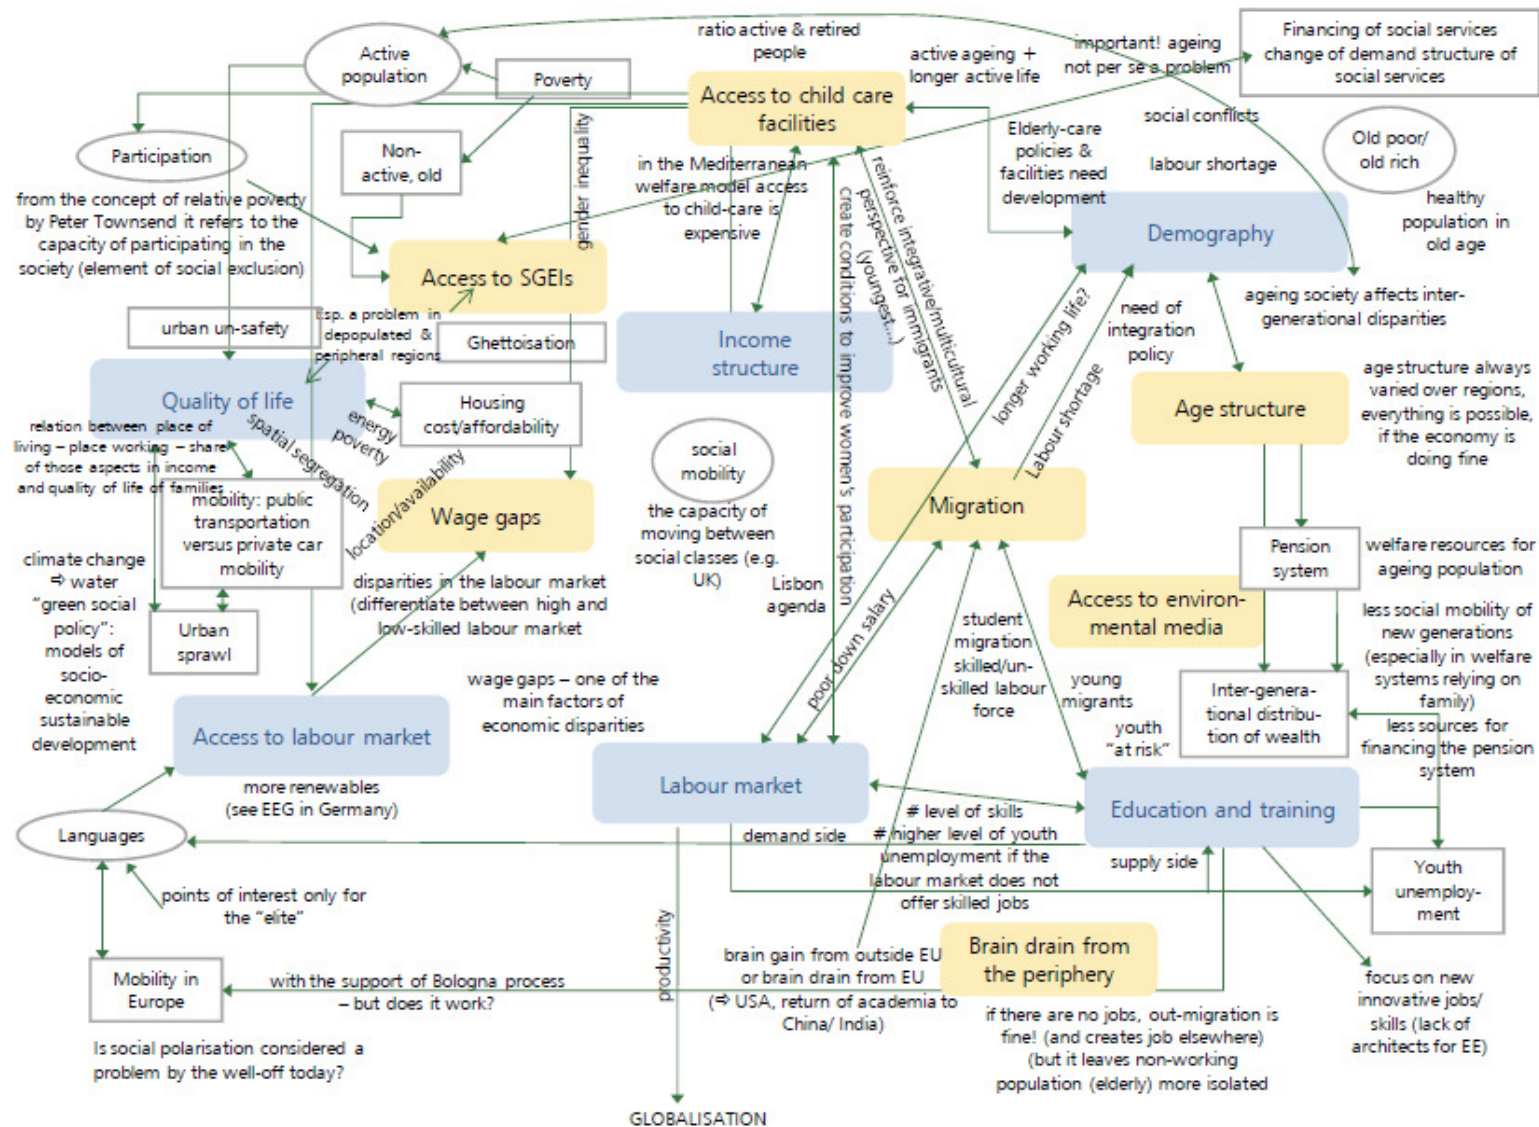 ratio active & retired
people
Active
population
Poverty
active ageing +
longer active life
important! ageing
not per se a problem
Financing of social services
change of demand structure of
social services
Access to child care
facilities
social conflicts
Participation
Non-
active, old
gender inequality
in the Mediterranean
welfare model access
to child-care is
expensive
reinforce integrative/multicultural
perspective for immigrants
(youngest....)
create conditions to improve women's participation
Elderly-care
policies &
facilities need
development
labour shortage
Old poor/
old rich
healthy
population in
old age
from the concept of relative poverty
by Peter Townsend it refers to the
capacity of participating in the
society (element of social exclusion)
Access to SGEIs
Demography
urban un-safety
sp. a problem in
depopulated &
peripheral regions
Ghettoisation
Income
structure
longer working life?
need of
integration
policy
ageing society affects inter-
generational disparities
Quality of life
energy
poverty
Housing
cost/affordability
Labour shortage
Age structure
age structure always
varied over regions,
everything is possible,
if the economy is
doing fine
relation between place of
living – place working – share
of those aspects in income
and quality of life of families
spatial segregation
location/availability
mobility: public
transportation
versus private car
mobility
Wage gaps
social
mobility
the capacity of
moving between
social classes (e.g.
UK)
Migration
Pension
system
welfare resources for
ageing population
climate change
⇨ water
"green social
policy":
models of
socio-
economic
sustainable
development
Urban
sprawl
disparities in the labour market
(differentiate between high and
low-skilled labour market
Lisbon
agenda
poor down salary
student
migration
skilled/un-
skilled labour
force
Access to environ-
mental media
less social mobility of
new generations
(especially in welfare
systems relying on
family)
less sources for
financing the pension
system
wage gaps – one of the
main factors of
economic disparities
young
migrants
youth
"at risk"
Inter-genera-
tional distribu-
tion of wealth
Access to labour market
more renewables
(see EEG in Germany)
Labour market
Education and training
Languages
demand side
# level of skills
# higher level of youth
unemployment if the
labour market does not
offer skilled jobs
supply side
Youth
unemploy-
ment
points of interest only for
the "elite"
productivity
Mobility in
Europe
with the support of Bologna process
– but does it work?
brain gain from outside EU
or brain drain from EU
(⇨ USA, return of academia to
China/ India)
Brain drain from
the periphery
if there are no jobs, out-migration is
fine! (and creates job elsewhere)
(but it leaves non-working
population (elderly) more isolated
focus on new
innovative jobs/
skills (lack of
architects for EE)
Is social polarisation considered a
problem by the well-off today?
GLOBALISATION